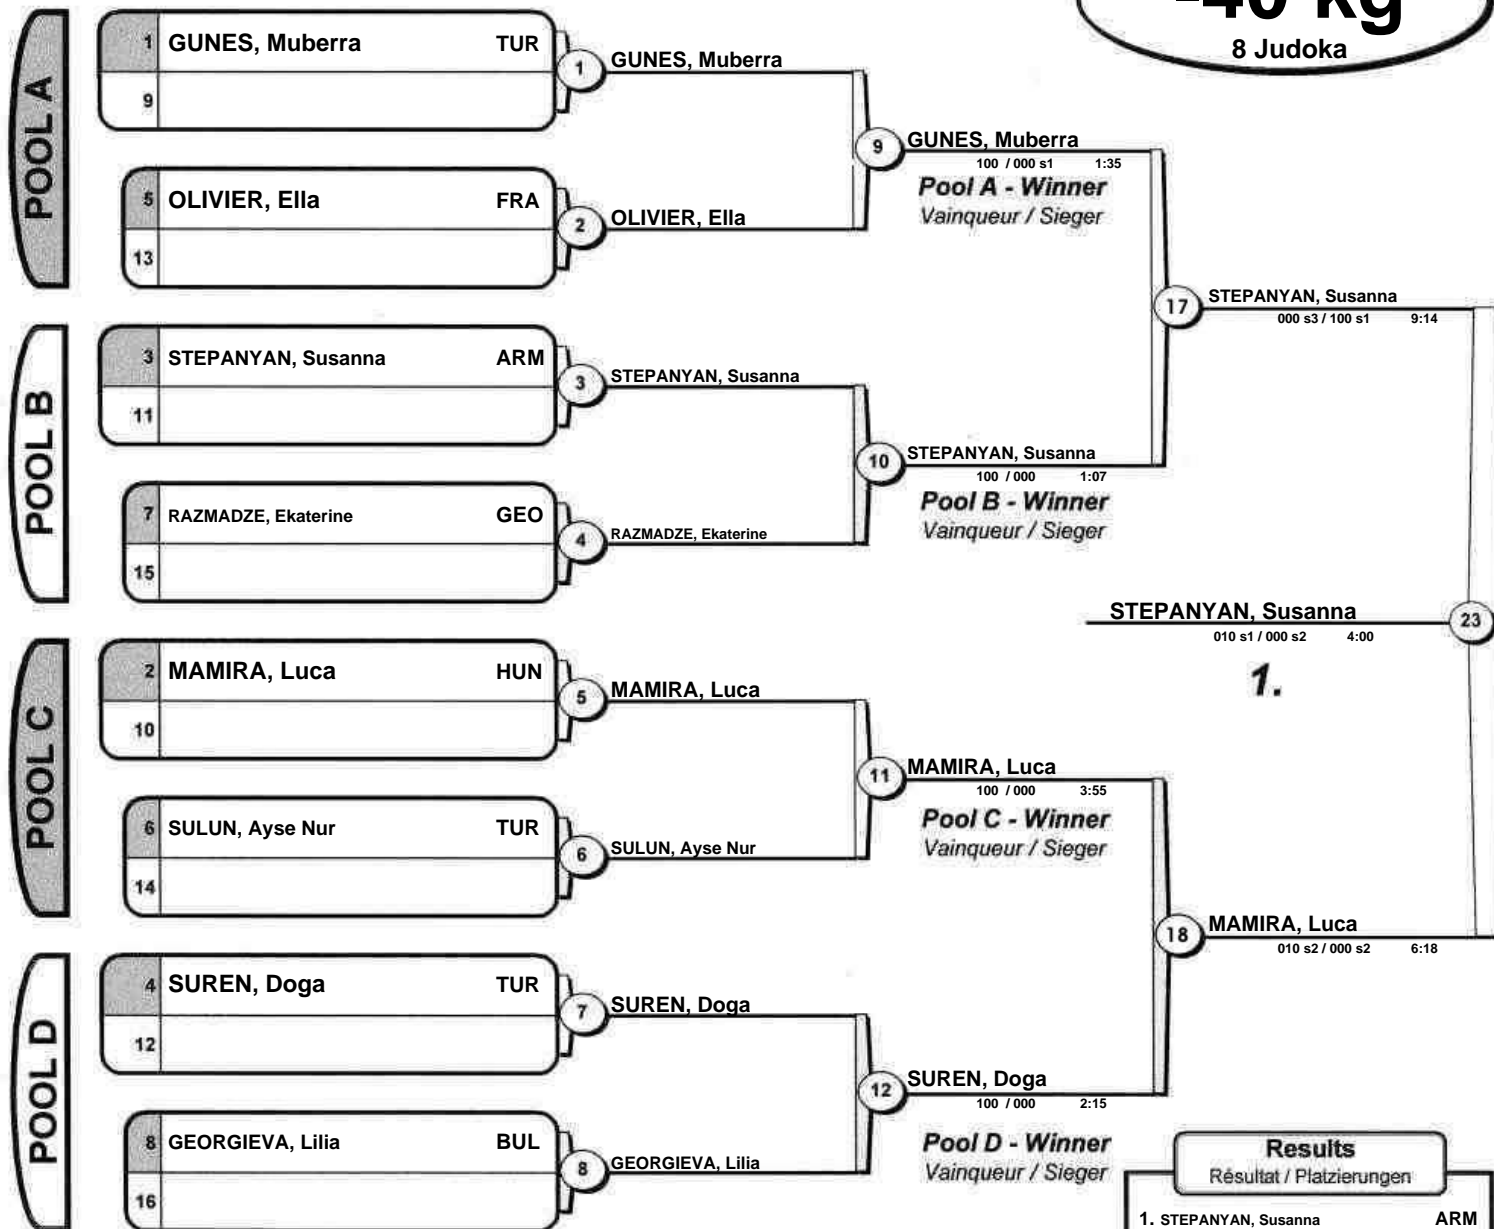 -40 kg
8 Judoka
POOL A
1 GUNES, Muberra TUR
9
1 GUNES, Muberra
5 OLIVIER, Ella FRA
13
2 OLIVIER, Ella
9 GUNES, Muberra
100 / 000 s1 1:35
Pool A - Winner
Vainqueur / Sieger
POOL B
3 STEPANYAN, Susanna ARM
11
3 STEPANYAN, Susanna
7 RAZMADZE, Ekaterine GEO
15
4 RAZMADZE, Ekaterine
10 STEPANYAN, Susanna
100 / 000 1:07
Pool B - Winner
Vainqueur / Sieger
17 STEPANYAN, Susanna
000 s3 / 100 s1 9:14
STEPANYAN, Susanna 23
010 s1 / 000 s2 4:00
1.
POOL C
2 MAMIRA, Luca HUN
10
5 MAMIRA, Luca
6 SULUN, Ayse Nur TUR
14
6 SULUN, Ayse Nur
11 MAMIRA, Luca
100 / 000 3:55
Pool C - Winner
Vainqueur / Sieger
18 MAMIRA, Luca
010 s2 / 000 s2 6:18
POOL D
4 SUREN, Doga TUR
12
7 SUREN, Doga
8 GEORGIEVA, Lilia BUL
16
8 GEORGIEVA, Lilia
12 SUREN, Doga
100 / 000 2:15
Pool D - Winner
Vainqueur / Sieger
Results
Résultat / Platzierungen
1. STEPANYAN, Susanna ARM